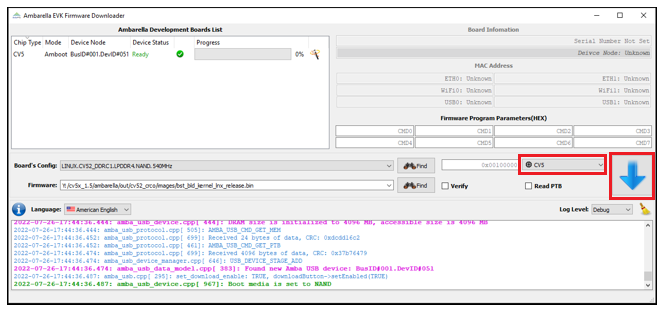 Ambarella EVK Firmware Downloader
Ambarella Development Boards List
Board Infomation
Chip Type Mode Device Node Device Status Progress
Serial Number Not Set
CV5 Amboot BusID#001.DevID#051 Ready 0%
Deivce Mode: Unknown
MAC Address
ETH0: Unknown ETH1: Unknown
WiFi0: Unknown WiFi1: Unknown
USB0: Unknown USB1: Unknown
Firmware Program Parameters(HEX)
CMD0 CMD1 CMD2 CMD3
CMD4 CMD5 CMD6 CMD7
Board's Config: LINUX.CV52_DDRC1.LPDDR4.NAND.540MHz Find 0x00100000 CV5
Firmware: /cv5x_1.5/ambarella/out/cv52_crco/images/bst_bld_kernel_lnx_release.bin Find Verify Read PTB
Language: American English Log Level: Debug
2022-07-26-17:44:36.444: amba_usb_device.cpp[ 444]: DRAM size is initialized to 4096 MB, accessible size is 4096 MB
2022-07-26-17:44:36.444: amba_usb_protocol.cpp[ 505]: AMBA_USB_CMD_GET_MEM
2022-07-26-17:44:36.452: amba_usb_protocol.cpp[ 699]: Received 24 bytes of data, CRC: 0xdcdd16c2
2022-07-26-17:44:36.452: amba_usb_protocol.cpp[ 461]: AMBA_USB_CMD_GET_PTB
2022-07-26-17:44:36.474: amba_usb_protocol.cpp[ 699]: Received 4096 bytes of data, CRC: 0x37b76479
2022-07-26-17:44:36.474: amba_usb_device_manager.cpp[ 646]: USB_DEVICE_STAGE_ADD
2022-07-26-17:44:36.474: amba_usb_data_model.cpp[ 383]: Found new Amba USB device: BusID#001.DevID#051
2022-07-26-17:44:36.487: amba_usb.cpp[ 295]: set_download_enable: TRUE, downloadButton->setEnabled(TRUE)
2022-07-26-17:44:36.487: amba_usb_device.cpp[ 967]: Boot media is set to NAND